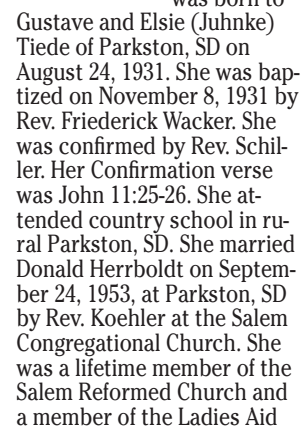 was born to
Gustave and Elsie (Juhnke)
Tiede of Parkston, SD on
August 24, 1931. She was bap-
tized on November 8, 1931 by
Rev. Friederick Wacker. She
was confirmed by Rev. Schil-
ler. Her Confirmation verse
was John 11:25-26. She at-
tended country school in ru-
ral Parkston, SD. She married
Donald Herrboldt on Septem-
ber 24, 1953, at Parkston, SD
by Rev. Koehler at the Salem
Congregational Church. She
was a lifetime member of the
Salem Reformed Church and
a member of the Ladies Aid